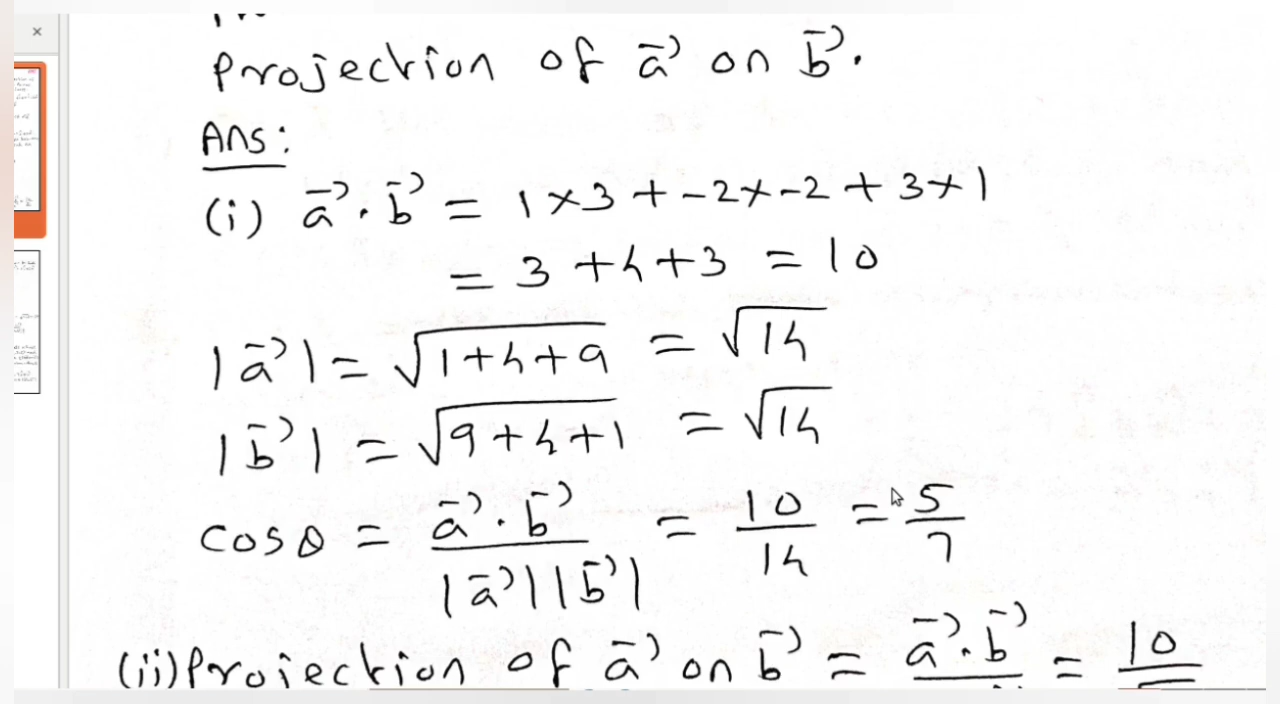 Projection of a⃗ on b⃗.
Ans:
(i) a⃗.b⃗ = 1×3 + -2×-2 + 3×1
= 3 +4+3 = 10
|a⃗| = √(1+4+9) = √14
|b⃗| = √(9+4+1) = √14
cosθ = a⃗.b⃗ / |a⃗||b⃗| = 10/14 = 5/7
(ii) Projection of a⃗ on b⃗ = a⃗.b⃗ = 10